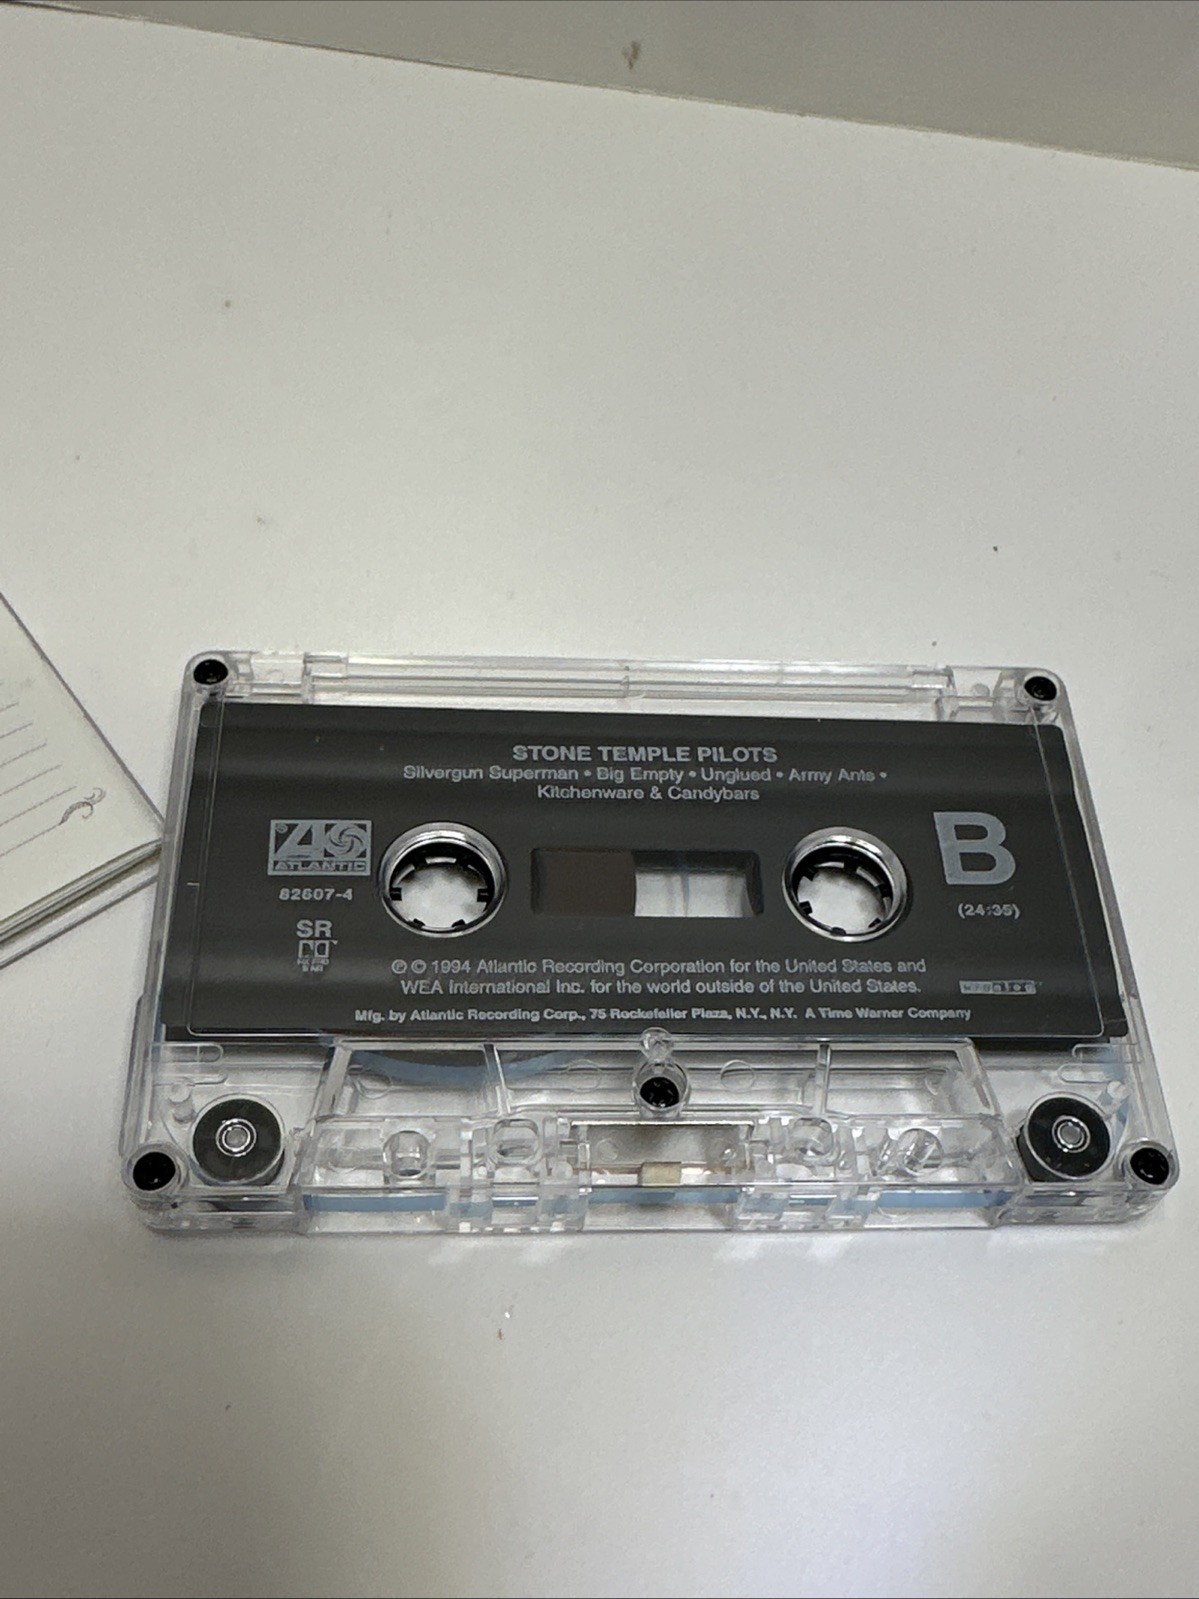 STONE TEMPLE PILOTS
Silvergun Superman • Big Empty • Unglued • Army Ants •
Kitchenware & Candybars
ATLANTIC
82607-4
SR
B
(24:35)
℗ © 1994 Atlantic Recording Corporation for the United States and
WEA International Inc. for the world outside of the United States.
Mfg. by Atlantic Recording Corp., 75 Rockefeller Plaza, N.Y., N.Y. A Time Warner Company